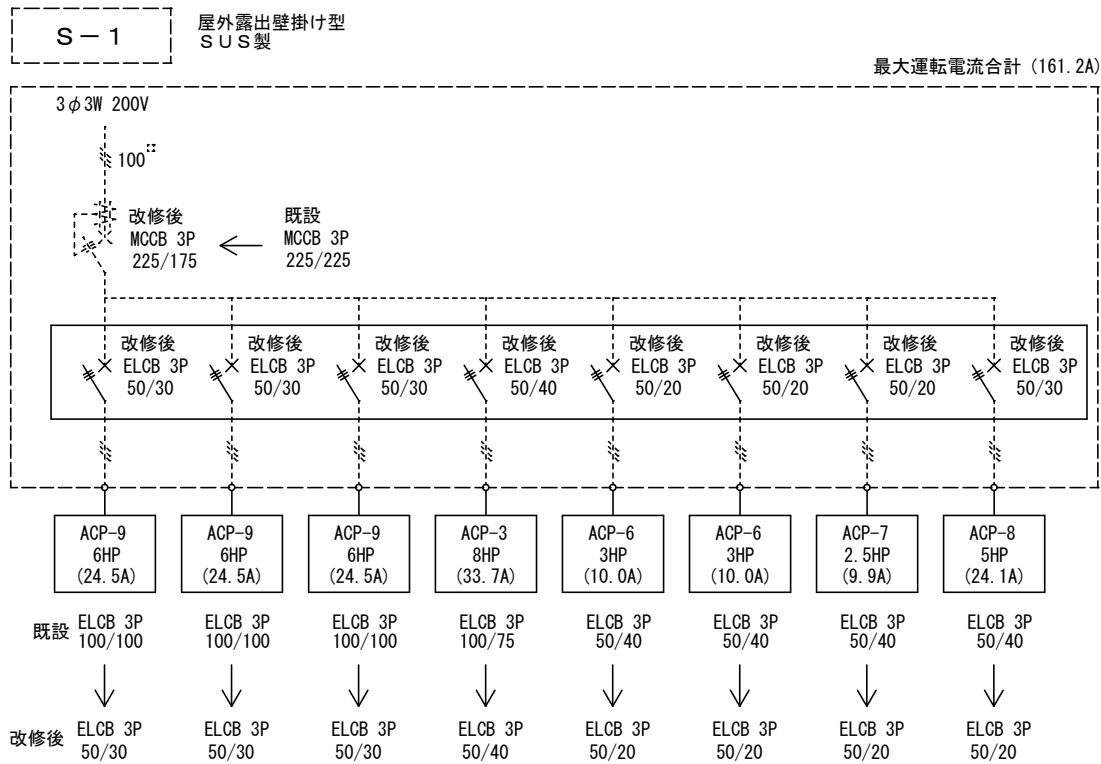 S-1
屋外露出壁掛け型
SUS製
最大運転電流合計 (161.2A)
3φ3W 200V
100
改修後
MCCB 3P
225/175
既設
MCCB 3P
225/225
改修後
ELCB 3P
50/30
改修後
ELCB 3P
50/30
改修後
ELCB 3P
50/30
改修後
ELCB 3P
50/40
改修後
ELCB 3P
50/20
改修後
ELCB 3P
50/20
改修後
ELCB 3P
50/20
改修後
ELCB 3P
50/30
ACP-9
6HP
(24.5A)
ACP-9
6HP
(24.5A)
ACP-9
6HP
(24.5A)
ACP-3
8HP
(33.7A)
ACP-6
3HP
(10.0A)
ACP-6
3HP
(10.0A)
ACP-7
2.5HP
(9.9A)
ACP-8
5HP
(24.1A)
既設
ELCB 3P
100/100
ELCB 3P
100/100
ELCB 3P
100/100
ELCB 3P
100/75
ELCB 3P
50/40
ELCB 3P
50/40
ELCB 3P
50/40
ELCB 3P
50/40
改修後
ELCB 3P
50/30
ELCB 3P
50/30
ELCB 3P
50/30
ELCB 3P
50/40
ELCB 3P
50/20
ELCB 3P
50/20
ELCB 3P
50/20
ELCB 3P
50/20